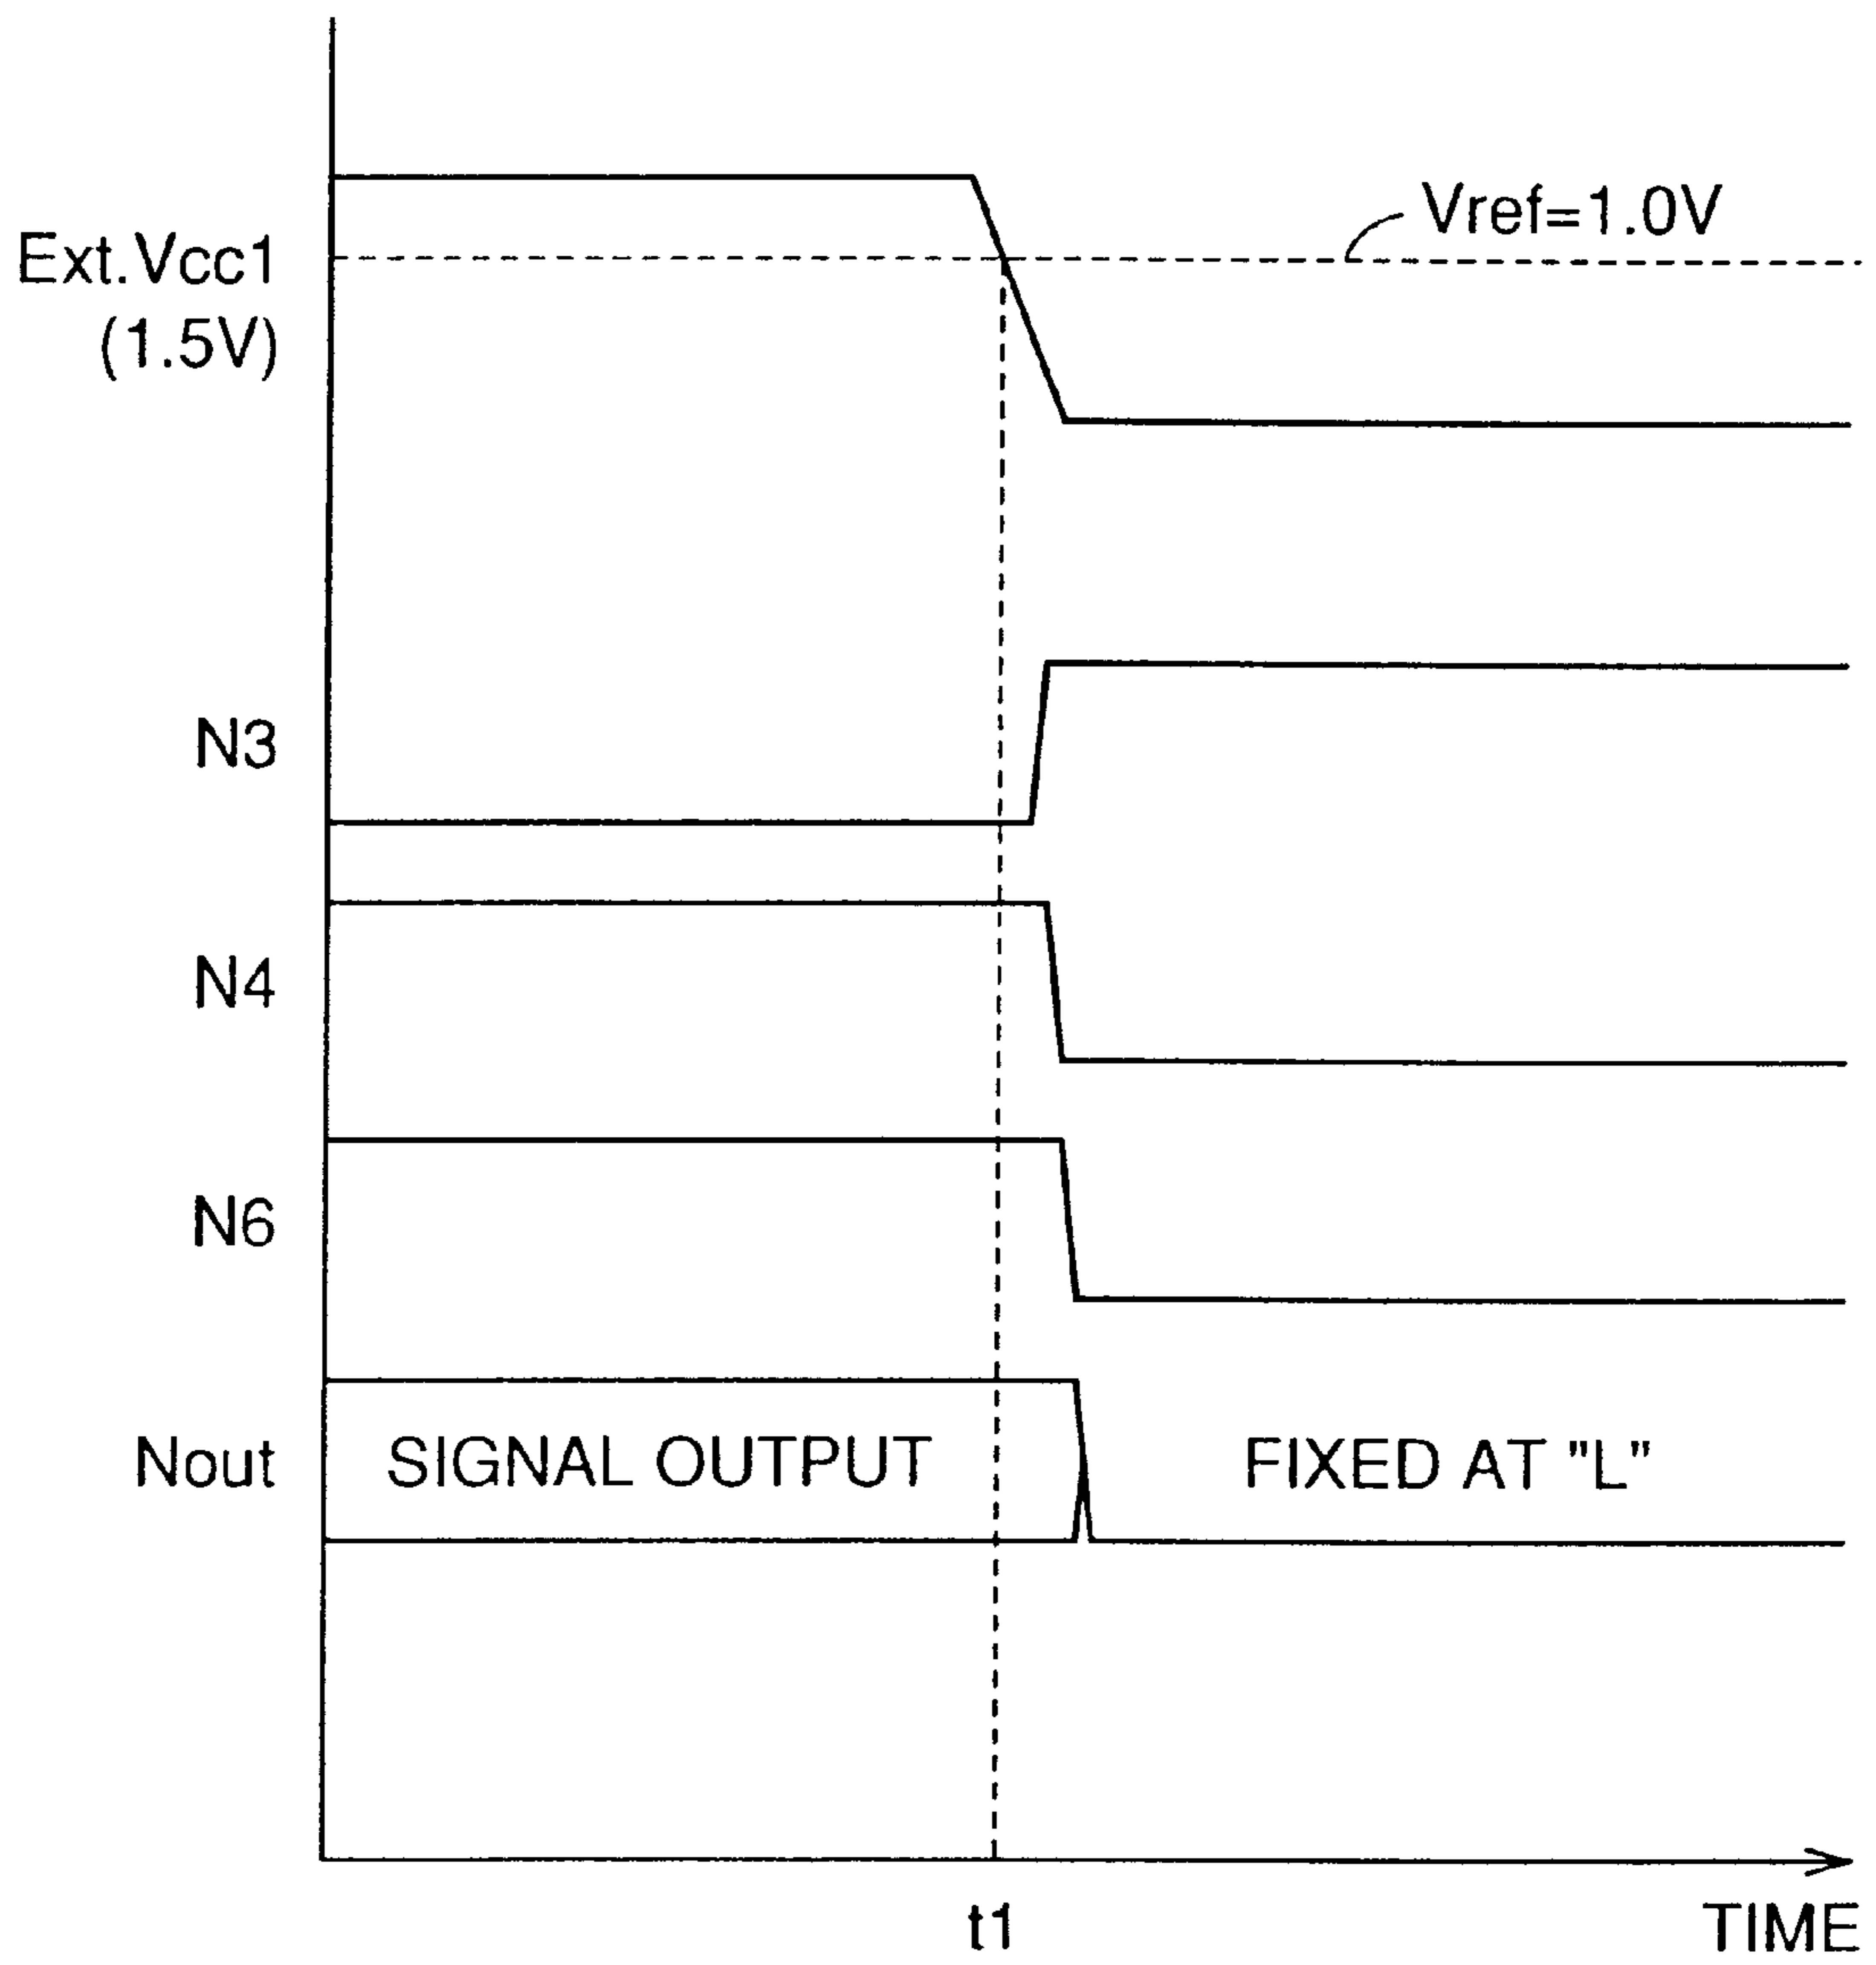 Vref=1.0V
Ext.Vcc1
(1.5V)
N3
N4
N6
Nout
SIGNAL OUTPUT
FIXED AT "L"
t1
TIME